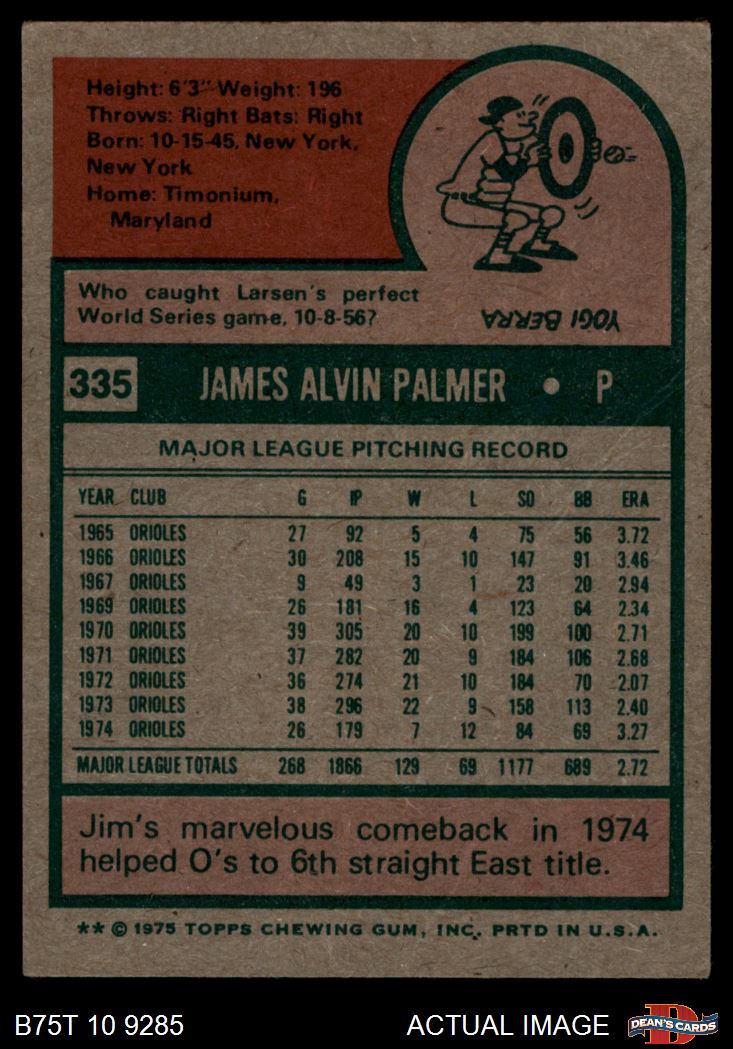 Height: 6'3" Weight: 196
Throws: Right Bats: Right
Born: 10-15-45, New York,
New York
Home: Timonium,
Maryland
Who caught Larsen's perfect
World Series game, 10-8-56?
YOGI BERRA
335 JAMES ALVIN PALMER • P
MAJOR LEAGUE PITCHING RECORD
YEAR CLUB G IP W L SO BB ERA
1965 ORIOLES 27 92 5 4 75 56 3.72
1966 ORIOLES 30 208 15 10 147 91 3.46
1967 ORIOLES 9 49 3 1 23 20 2.94
1969 ORIOLES 26 181 16 4 123 64 2.34
1970 ORIOLES 39 305 20 10 199 100 2.71
1971 ORIOLES 37 282 20 9 184 106 2.68
1972 ORIOLES 36 274 21 10 184 70 2.07
1973 ORIOLES 38 296 22 9 158 113 2.40
1974 ORIOLES 26 179 7 12 84 69 3.27
MAJOR LEAGUE TOTALS 268 1866 129 69 1177 689 2.72
Jim's marvelous comeback in 1974
helped O's to 6th straight East title.
** © 1975 TOPPS CHEWING GUM, INC. PRTD IN U.S.A.
B75T 10 9285 ACTUAL IMAGE DEAN'S CARDS